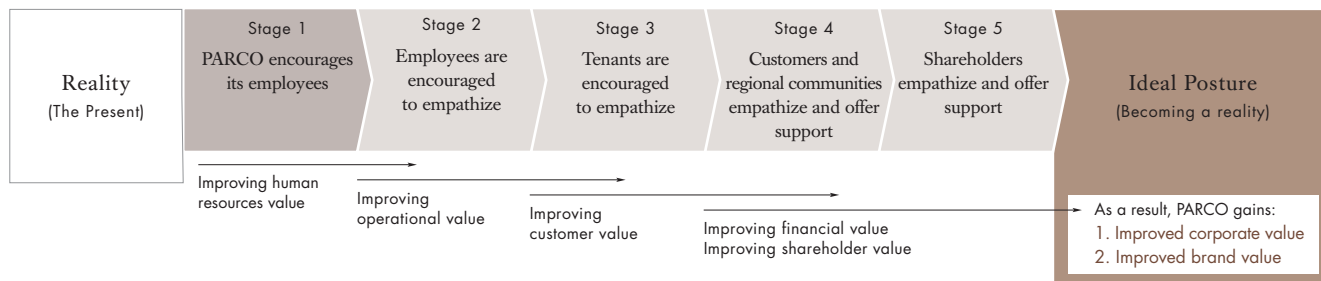 Reality
(The Present)
Stage 1
PARCO encourages
its employees
Stage 2
Employees are
encouraged
to empathize
Stage 3
Tenants are
encouraged
to empathize
Stage 4
Customers and
regional communities
empathize and offer
support
Stage 5
Shareholders
empathize and offer
support
Ideal Posture
(Becoming a reality)
Improving human
resources value
Improving
operational value
Improving
customer value
Improving financial value
Improving shareholder value
As a result, PARCO gains:
1. Improved corporate value
2. Improved brand value